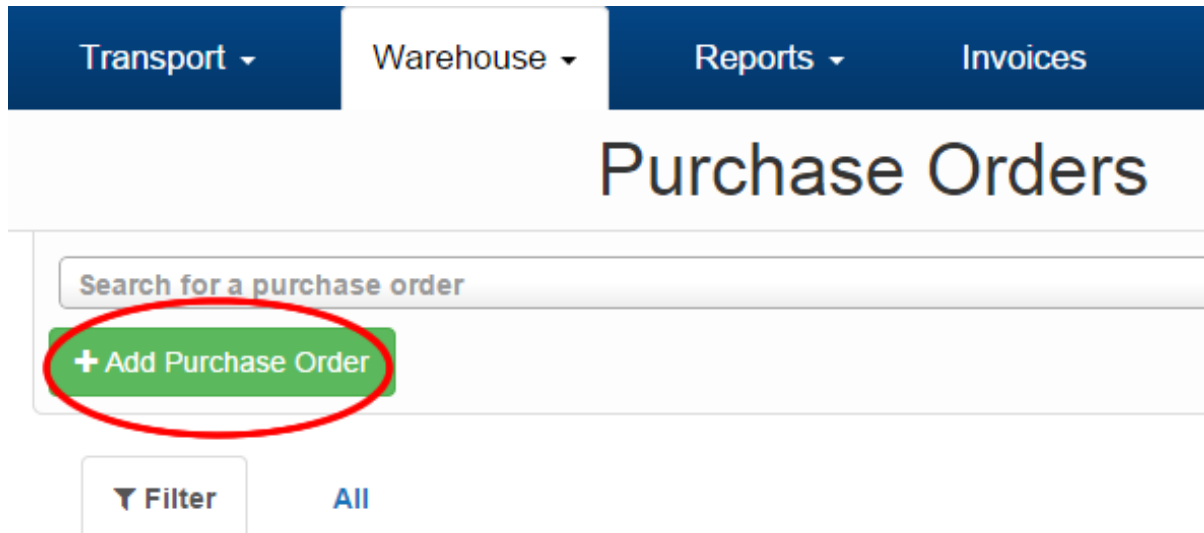 Transport Warehouse Reports Invoices
Purchase Orders
Search for a purchase order
+ Add Purchase Order
Filter All